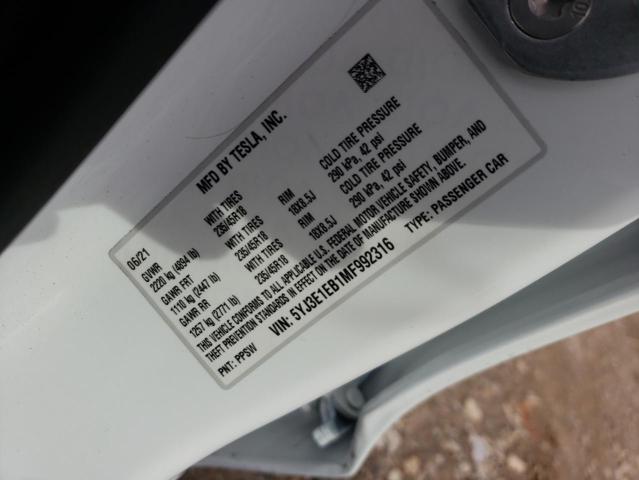 MFD BY TESLA, INC.
06/21
GVWR
2220 kg (4894 lb)
GAWR FRT WITH TIRES RIM COLD TIRE PRESSURE
1110 kg (2447 lb) 235/45R18 18X8.5J 290 kPa, 42 psi
GAWR RR WITH TIRES RIM COLD TIRE PRESSURE
1257 kg (2771 lb) 235/45R18 18X8.5J 290 kPa, 42 psi
THIS VEHICLE CONFORMS TO ALL APPLICABLE U.S. FEDERAL MOTOR VEHICLE SAFETY, BUMPER, AND
THEFT PREVENTION STANDARDS IN EFFECT ON THE DATE OF MANUFACTURE SHOWN ABOVE.
VIN: 5YJ3E1EB1MF992316 TYPE: PASSENGER CAR
PNT: PPSW
10